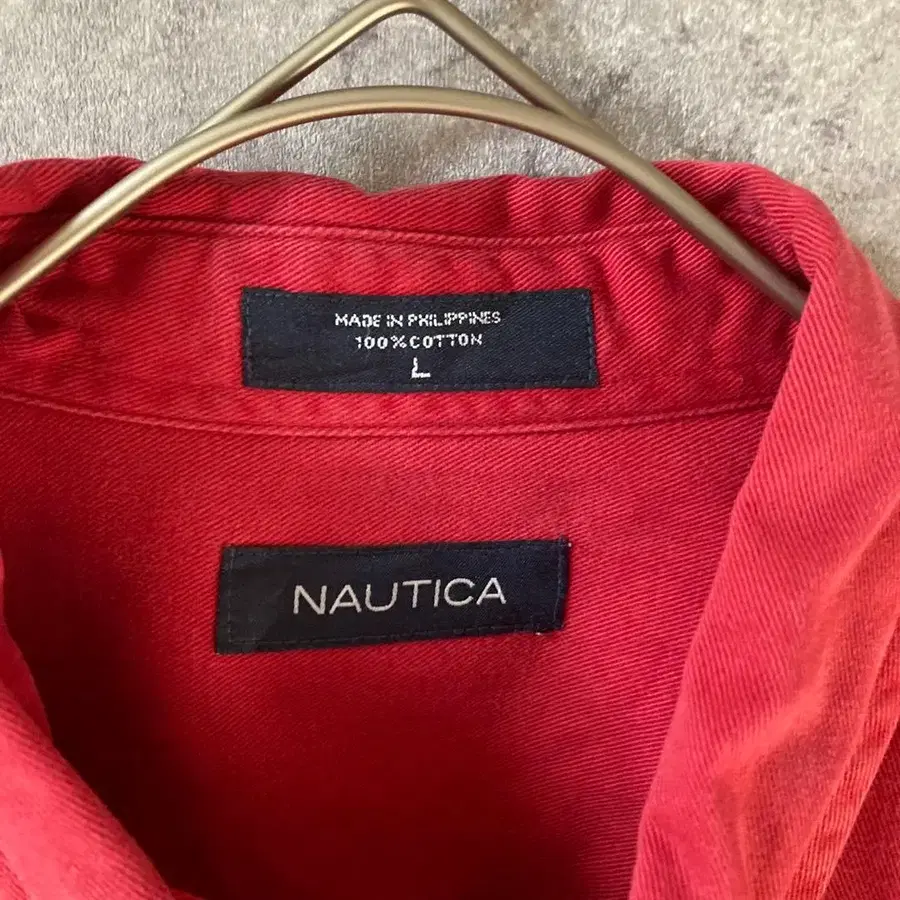 MADE IN PHILIPPINES
100% COTTON
L
NAUTICA